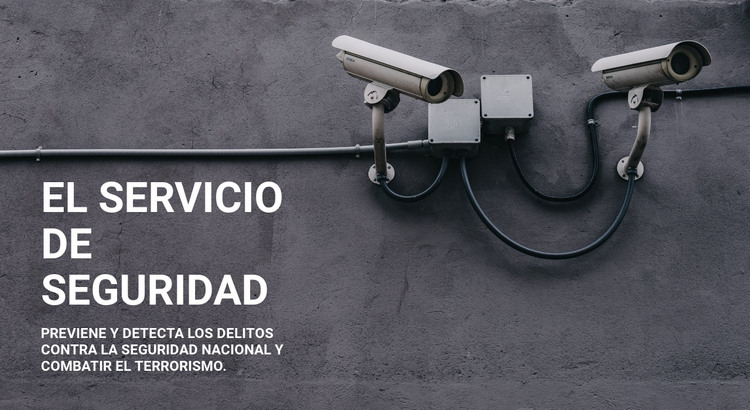 EL SERVICIO
DE
SEGURIDAD
PREVIENE Y DETECTA LOS DELITOS
CONTRA LA SEGURIDAD NACIONAL Y
COMBATIR EL TERRORISMO.